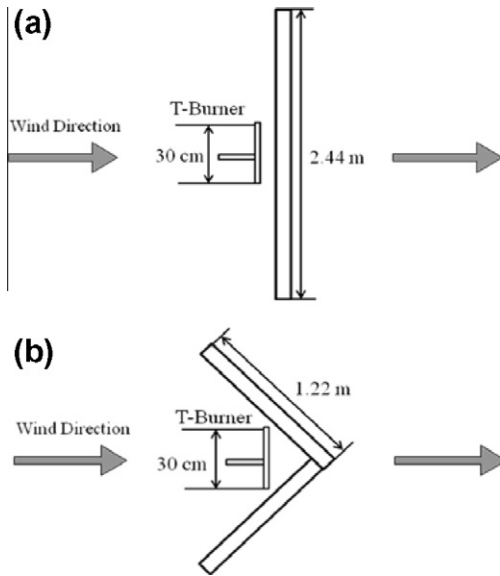 (a)
T-Burner
Wind Direction
30 cm
2.44 m
(b)
1.22 m
T-Burner
Wind Direction
30 cm